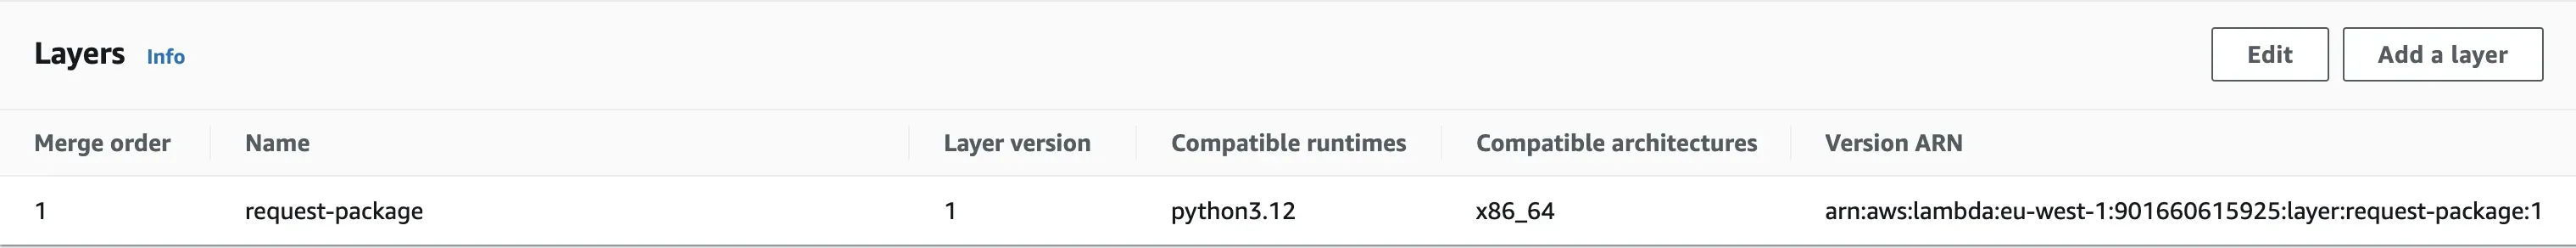 Layers Info Edit Add a layer
Merge order Name Layer version Compatible runtimes Compatible architectures Version ARN
1 request-package 1 python3.12 x86_64 arn:aws:lambda:eu-west-1:901660615925:layer:request-package:1